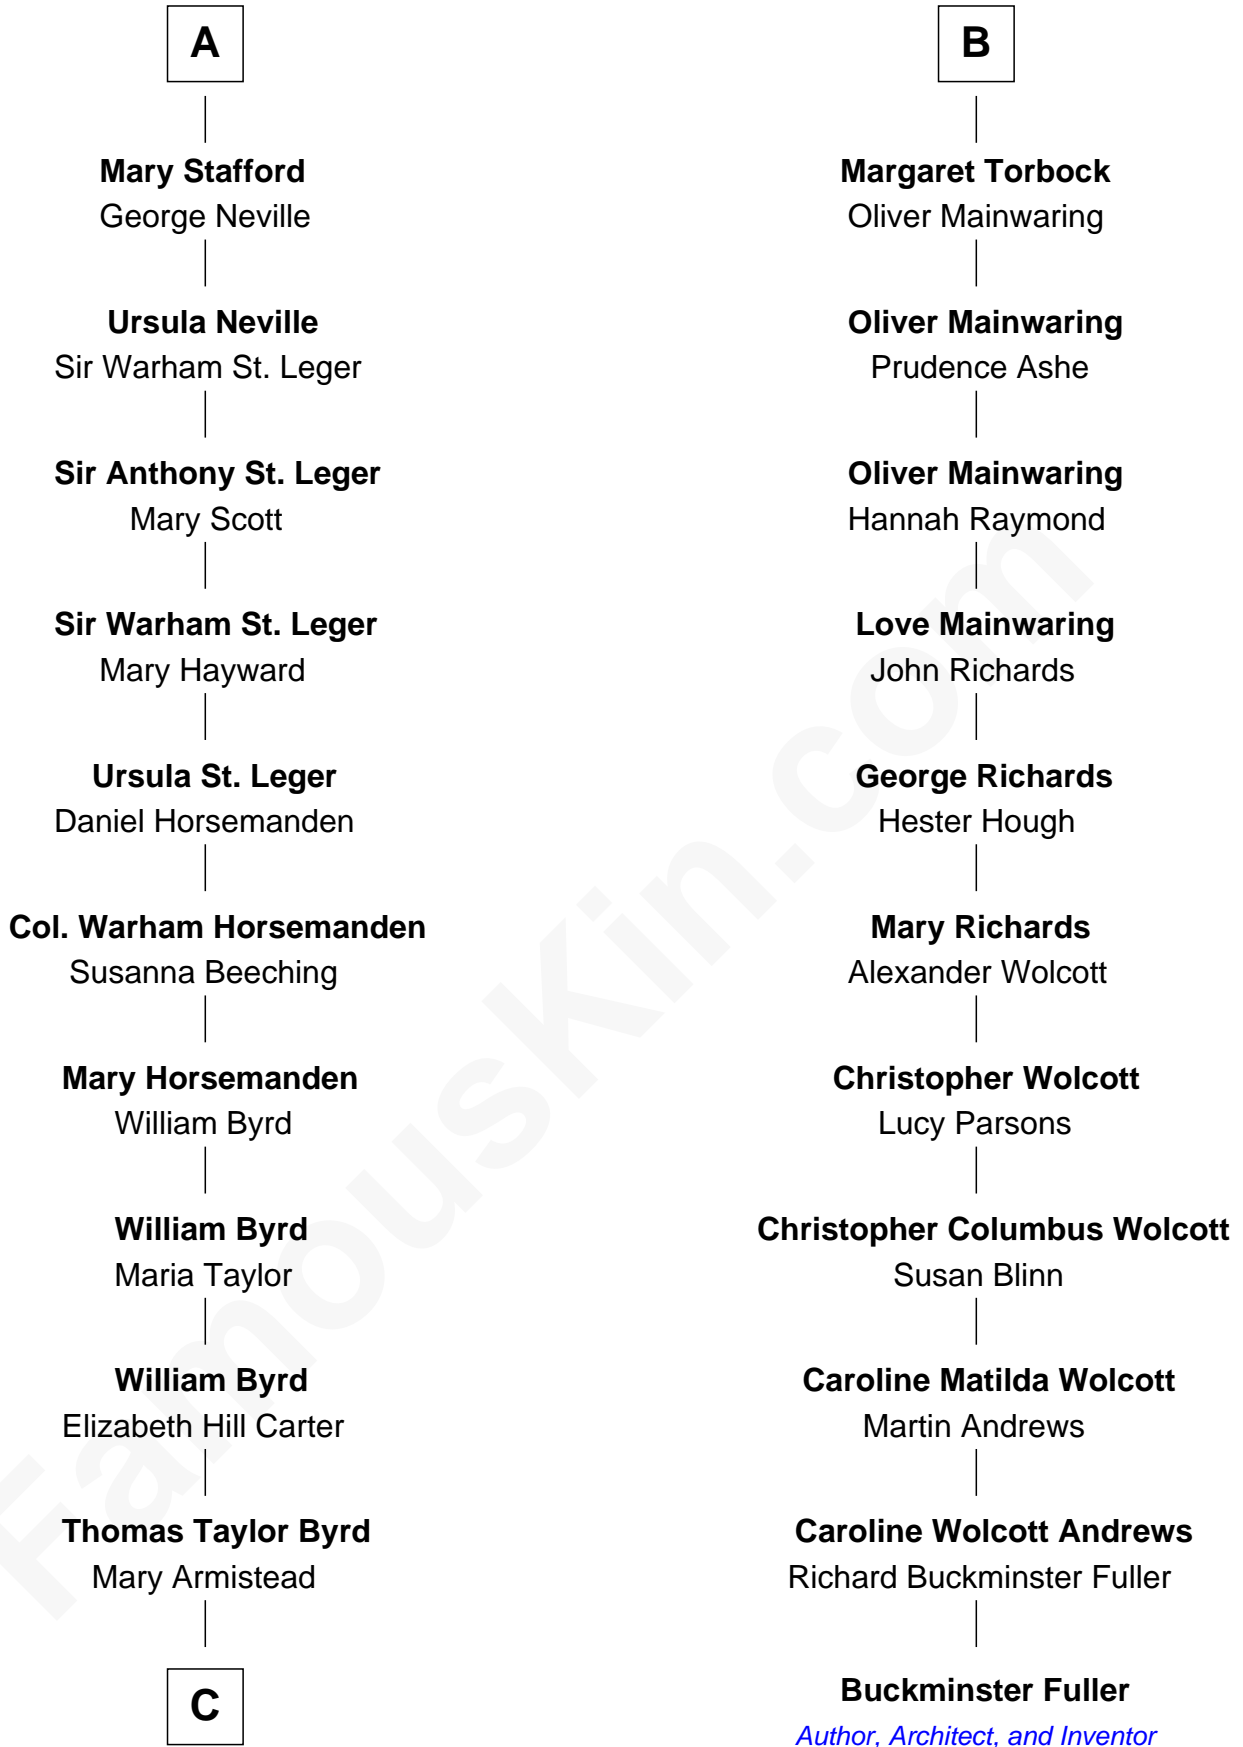 A
Mary Stafford
George Neville
Ursula Neville
Sir Warham St. Leger
Sir Anthony St. Leger
Mary Scott
Sir Warham St. Leger
Mary Hayward
Ursula St. Leger
Daniel Horsemanden
Col. Warham Horsemanden
Susanna Beeching
Mary Horsemanden
William Byrd
William Byrd
Maria Taylor
William Byrd
Elizabeth Hill Carter
Thomas Taylor Byrd
Mary Armistead
C
B
Margaret Torbock
Oliver Mainwaring
Oliver Mainwaring
Prudence Ashe
Oliver Mainwaring
Hannah Raymond
Love Mainwaring
John Richards
George Richards
Hester Hough
Mary Richards
Alexander Wolcott
Christopher Wolcott
Lucy Parsons
Christopher Columbus Wolcott
Susan Blinn
Caroline Matilda Wolcott
Martin Andrews
Caroline Wolcott Andrews
Richard Buckminster Fuller
Buckminster Fuller
Author, Architect, and Inventor
FamousKin.com